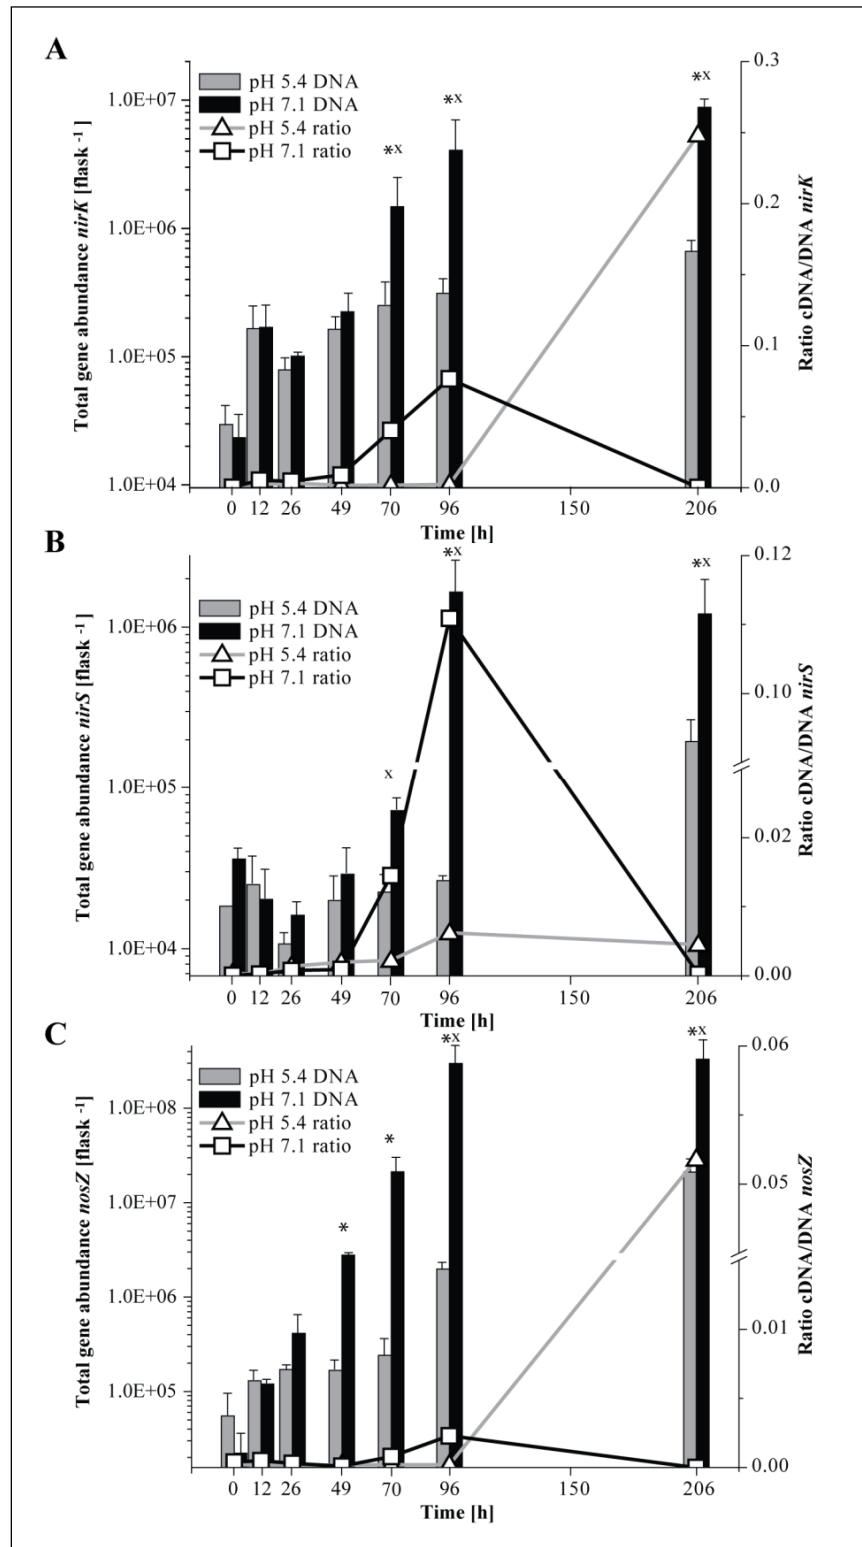 A
pH 5.4 DNA
pH 7.1 DNA
pH 5.4 ratio
pH 7.1 ratio
*x
*x
*x
1.0E+07
1.0E+06
1.0E+05
1.0E+04
Total gene abundance nirK [flask -1]
0.3
0.2
0.1
0.0
Ratio cDNA/DNA nirK
0 12 26 49 70 96 150 206
Time [h]
B
pH 5.4 DNA
pH 7.1 DNA
pH 5.4 ratio
pH 7.1 ratio
x
*x
*x
1.0E+06
1.0E+05
1.0E+04
Total gene abundance nirS [flask -1]
0.12
0.10
0.02
0.00
Ratio cDNA/DNA nirS
0 12 26 49 70 96 150 206
Time [h]
C
pH 5.4 DNA
pH 7.1 DNA
pH 5.4 ratio
pH 7.1 ratio
*
*
*x
*x
1.0E+08
1.0E+07
1.0E+06
1.0E+05
Total gene abundance nosZ [flask -1]
0.06
0.05
0.01
0.00
Ratio cDNA/DNA nosZ
0 12 26 49 70 96 150 206
Time [h]